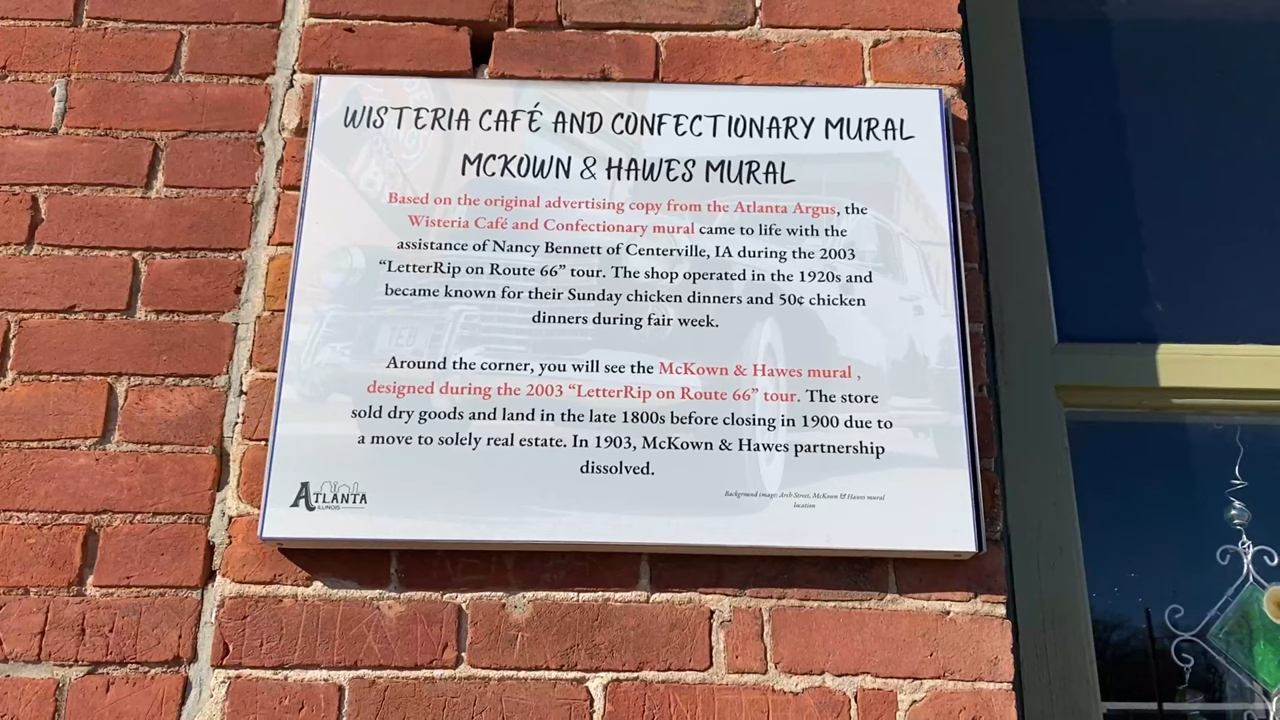 WISTERIA CAFÉ AND CONFECTIONARY MURAL
MCKOWN & HAWES MURAL
Based on the original advertising copy from the Atlanta Argus, the
Wisteria Café and Confectionary mural came to life with the
assistance of Nancy Bennett of Centerville, IA during the 2003
“LetterRip on Route 66” tour. The shop operated in the 1920s and
became known for their Sunday chicken dinners and 50¢ chicken
dinners during fair week.
Around the corner, you will see the McKown & Hawes mural ,
designed during the 2003 “LetterRip on Route 66” tour. The store
sold dry goods and land in the late 1800s before closing in 1900 due to
a move to solely real estate. In 1903, McKown & Hawes partnership
dissolved.
ATLANTA
ILLINOIS
Background image: Arch Street, McKown & Hawes mural
location